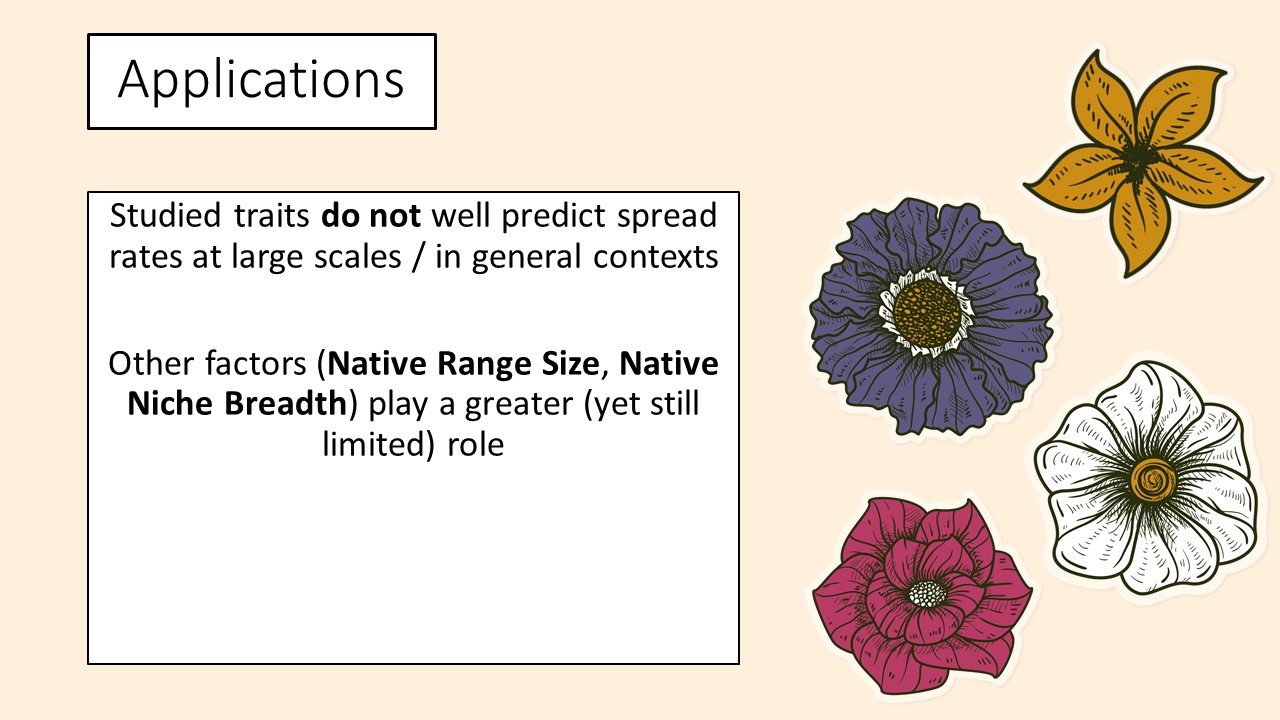 Applications
Studied traits do not well predict spread
rates at large scales / in general contexts
Other factors (Native Range Size, Native
Niche Breadth) play a greater (yet still
limited) role